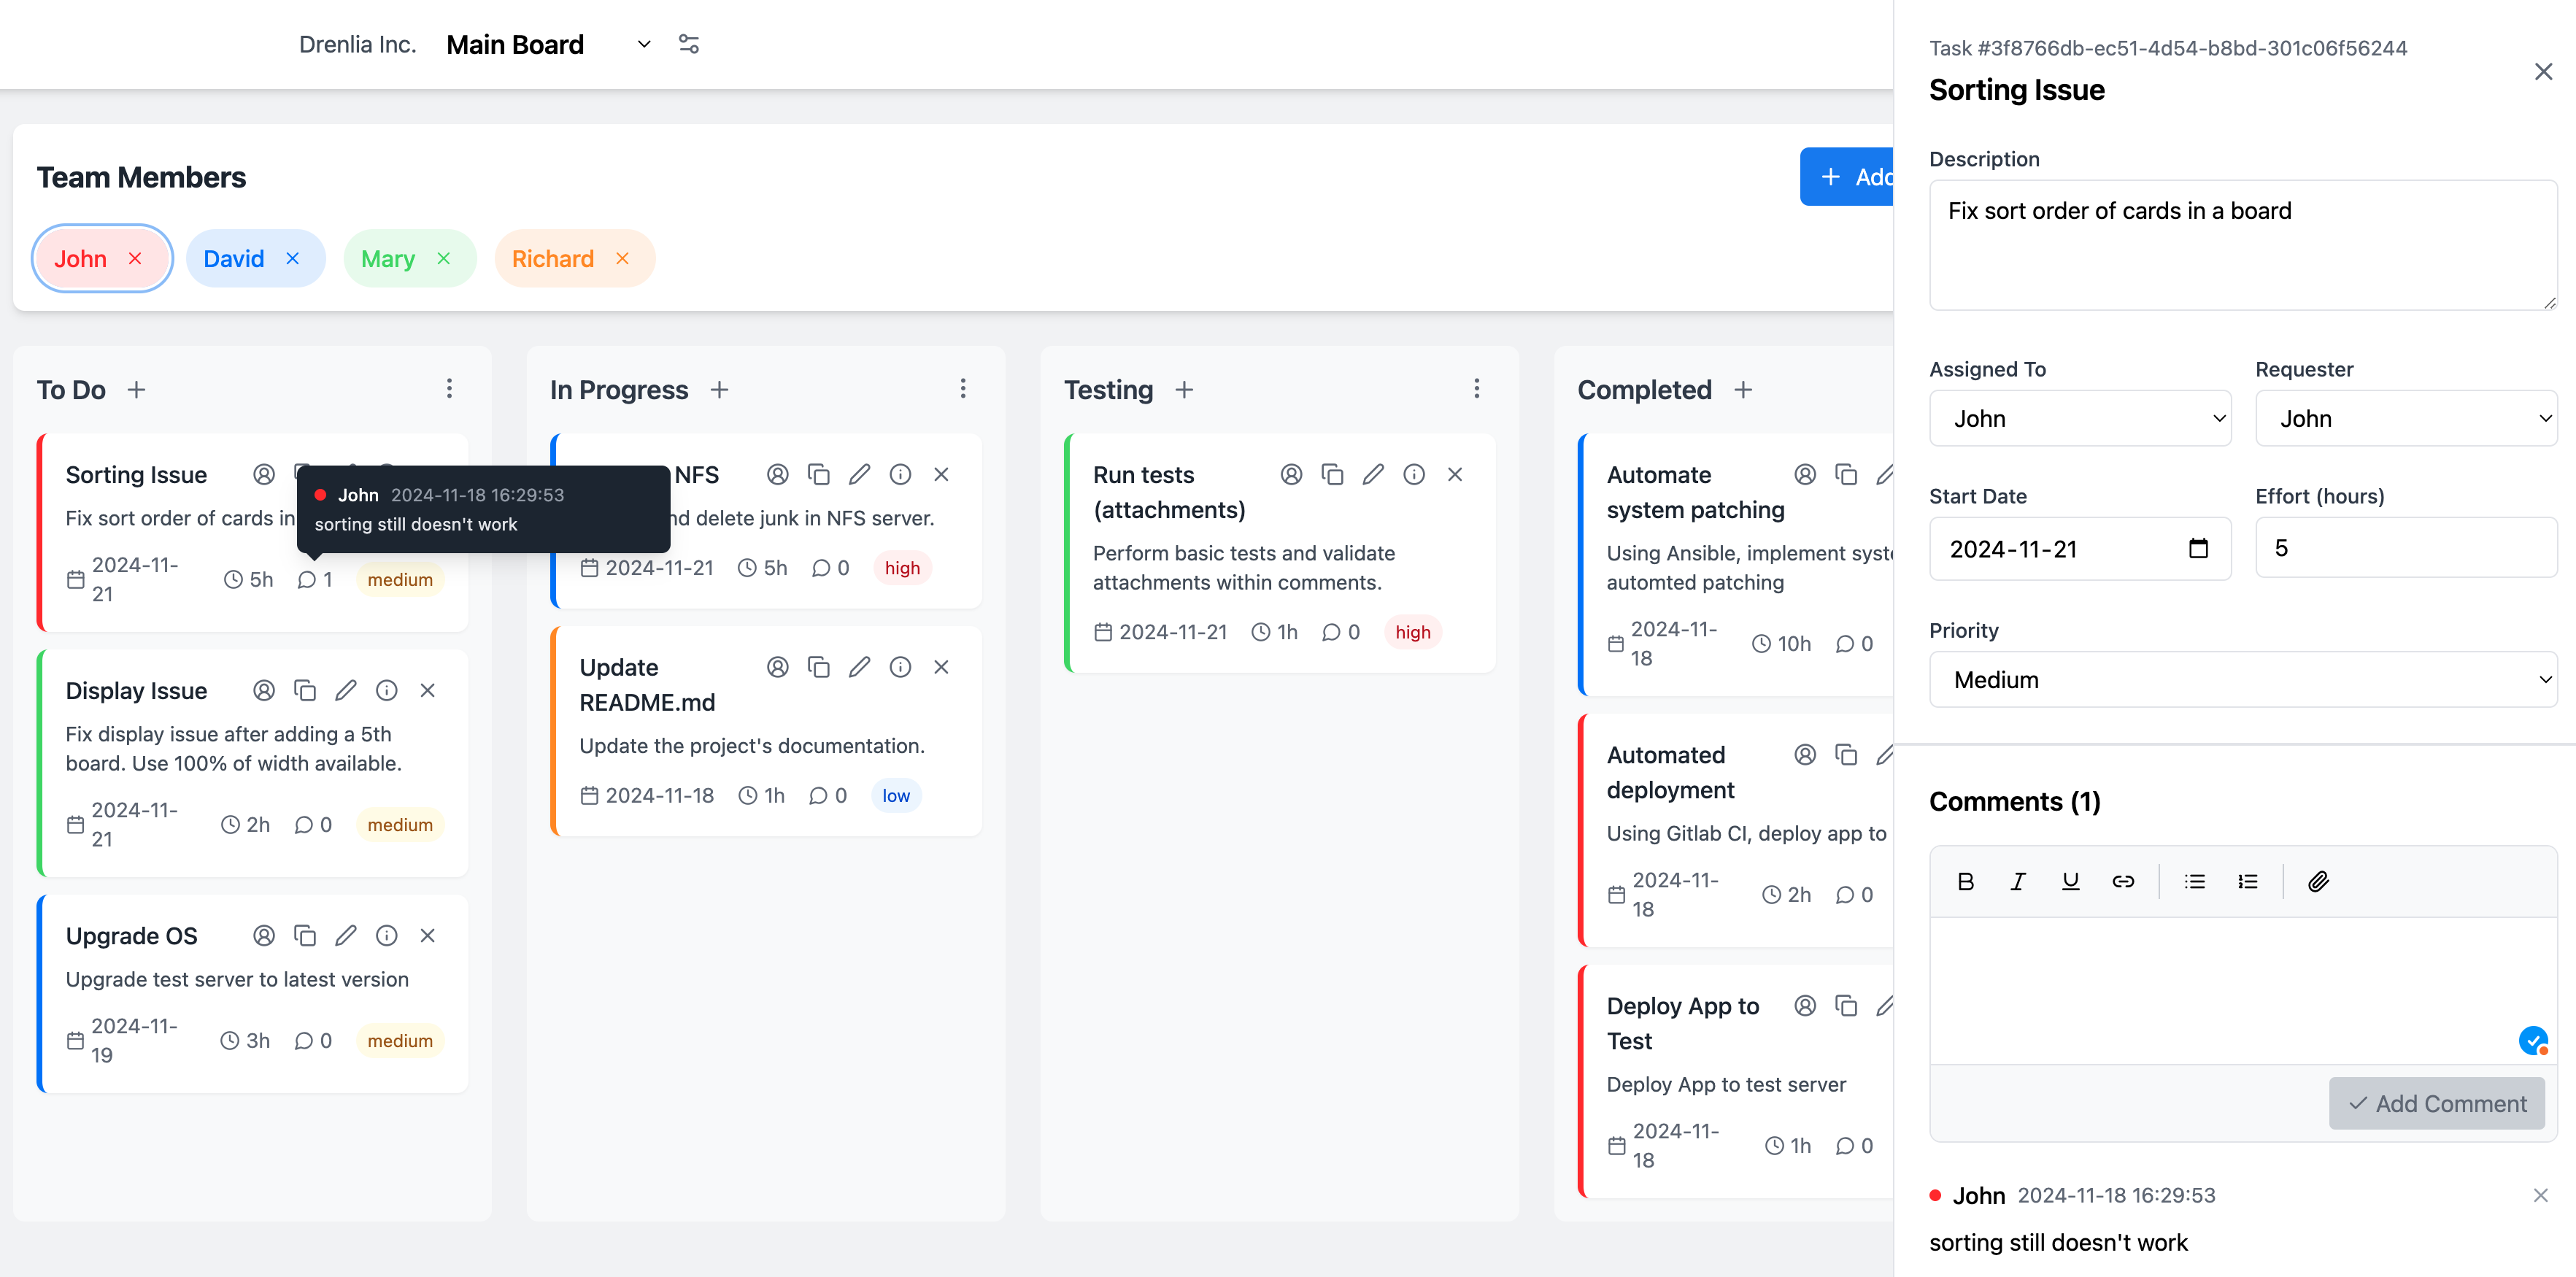 Drenlia Inc. Main Board
Team Members
Add
John
David
Mary
Richard
To Do
Sorting Issue
Fix sort order of cards in
2024-11-
21
5h
1
medium
John 2024-11-18 16:29:53
sorting still doesn't work
Display Issue
Fix display issue after adding a 5th
board. Use 100% of width available.
2024-11-
21
2h
0
medium
Upgrade OS
Upgrade test server to latest version
2024-11-
19
3h
0
medium
In Progress
NFS
nd delete junk in NFS server.
2024-11-21
5h
0
high
Update
README.md
Update the project's documentation.
2024-11-18
1h
0
low
Testing
Run tests
(attachments)
Perform basic tests and validate
attachments within comments.
2024-11-21
1h
0
high
Completed
Automate
system patching
Using Ansible, implement syst
automted patching
2024-11-
18
10h
0
Automated
deployment
Using Gitlab CI, deploy app to
2024-11-
18
2h
0
Deploy App to
Test
Deploy App to test server
2024-11-
18
1h
0
Task #3f8766db-ec51-4d54-b8bd-301c06f56244
Sorting Issue
Description
Fix sort order of cards in a board
Assigned To
John
Requester
John
Start Date
2024-11-21
Effort (hours)
5
Priority
Medium
Comments (1)
Add Comment
John 2024-11-18 16:29:53
sorting still doesn't work